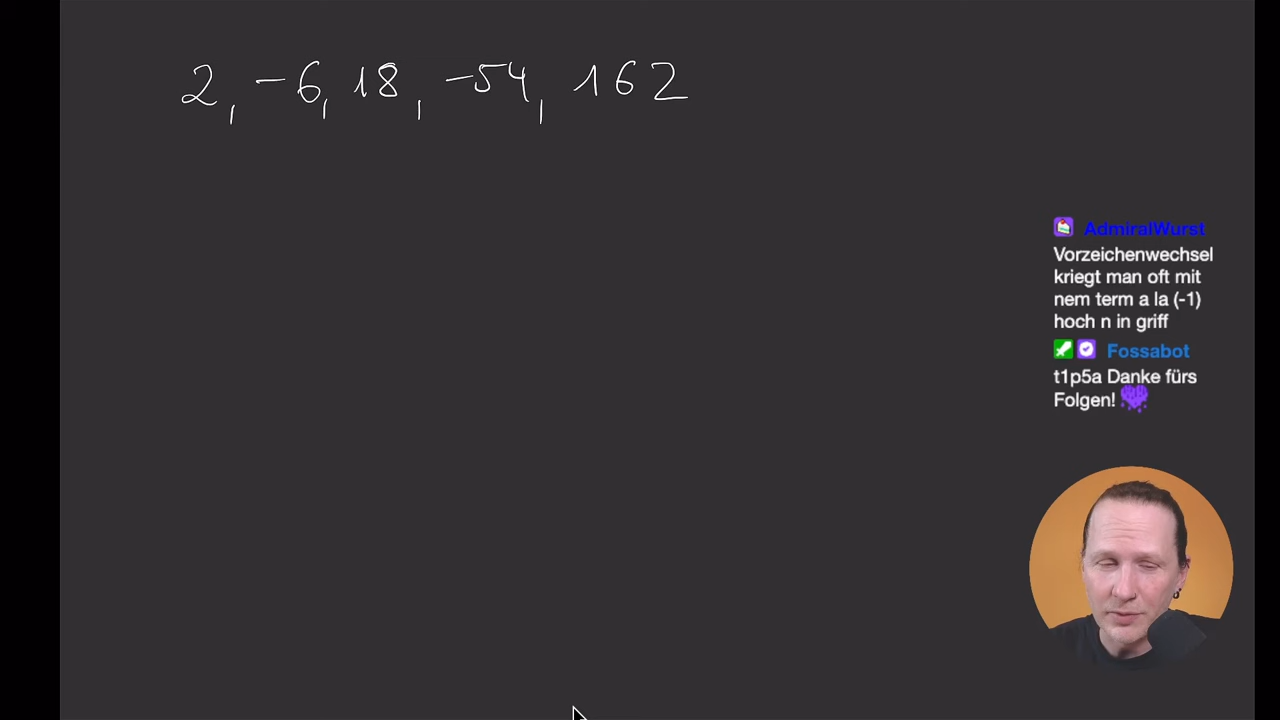 2, -6, 18, -54, 162
AdmiralWurst
Vorzeichenwechsel
kriegt man oft mit
nem term a la (-1)
hoch n in griff
Fossabot
t1p5a Danke fürs
Folgen!